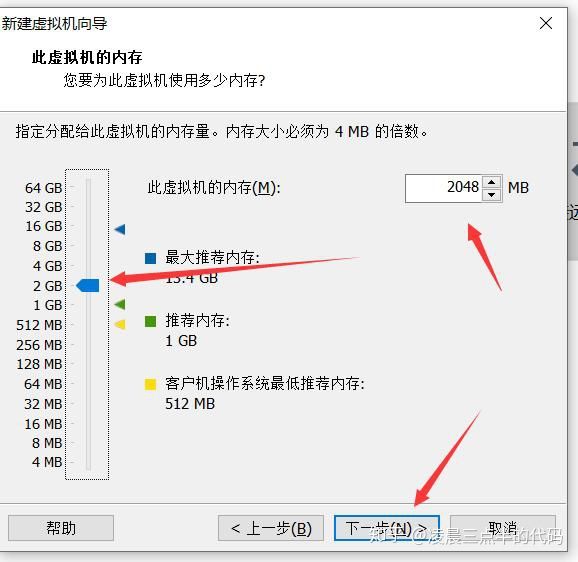 新建虚拟机向导
此虚拟机的内存
您要为此虚拟机使用多少内存?
指定分配给此虚拟机的内存量。内存大小必须为 4 MB 的倍数。
64 GB
32 GB
16 GB
8 GB
4 GB
2 GB
1 GB
512 MB
256 MB
128 MB
64 MB
32 MB
16 MB
8 MB
4 MB
此虚拟机的内存(M): 2048 MB
最大推荐内存:
13.4 GB
推荐内存:
1 GB
客户机操作系统最低推荐内存:
512 MB
帮助
< 上一步(B)
下一步(N) >
取消
知乎 @凌晨三点半的代码